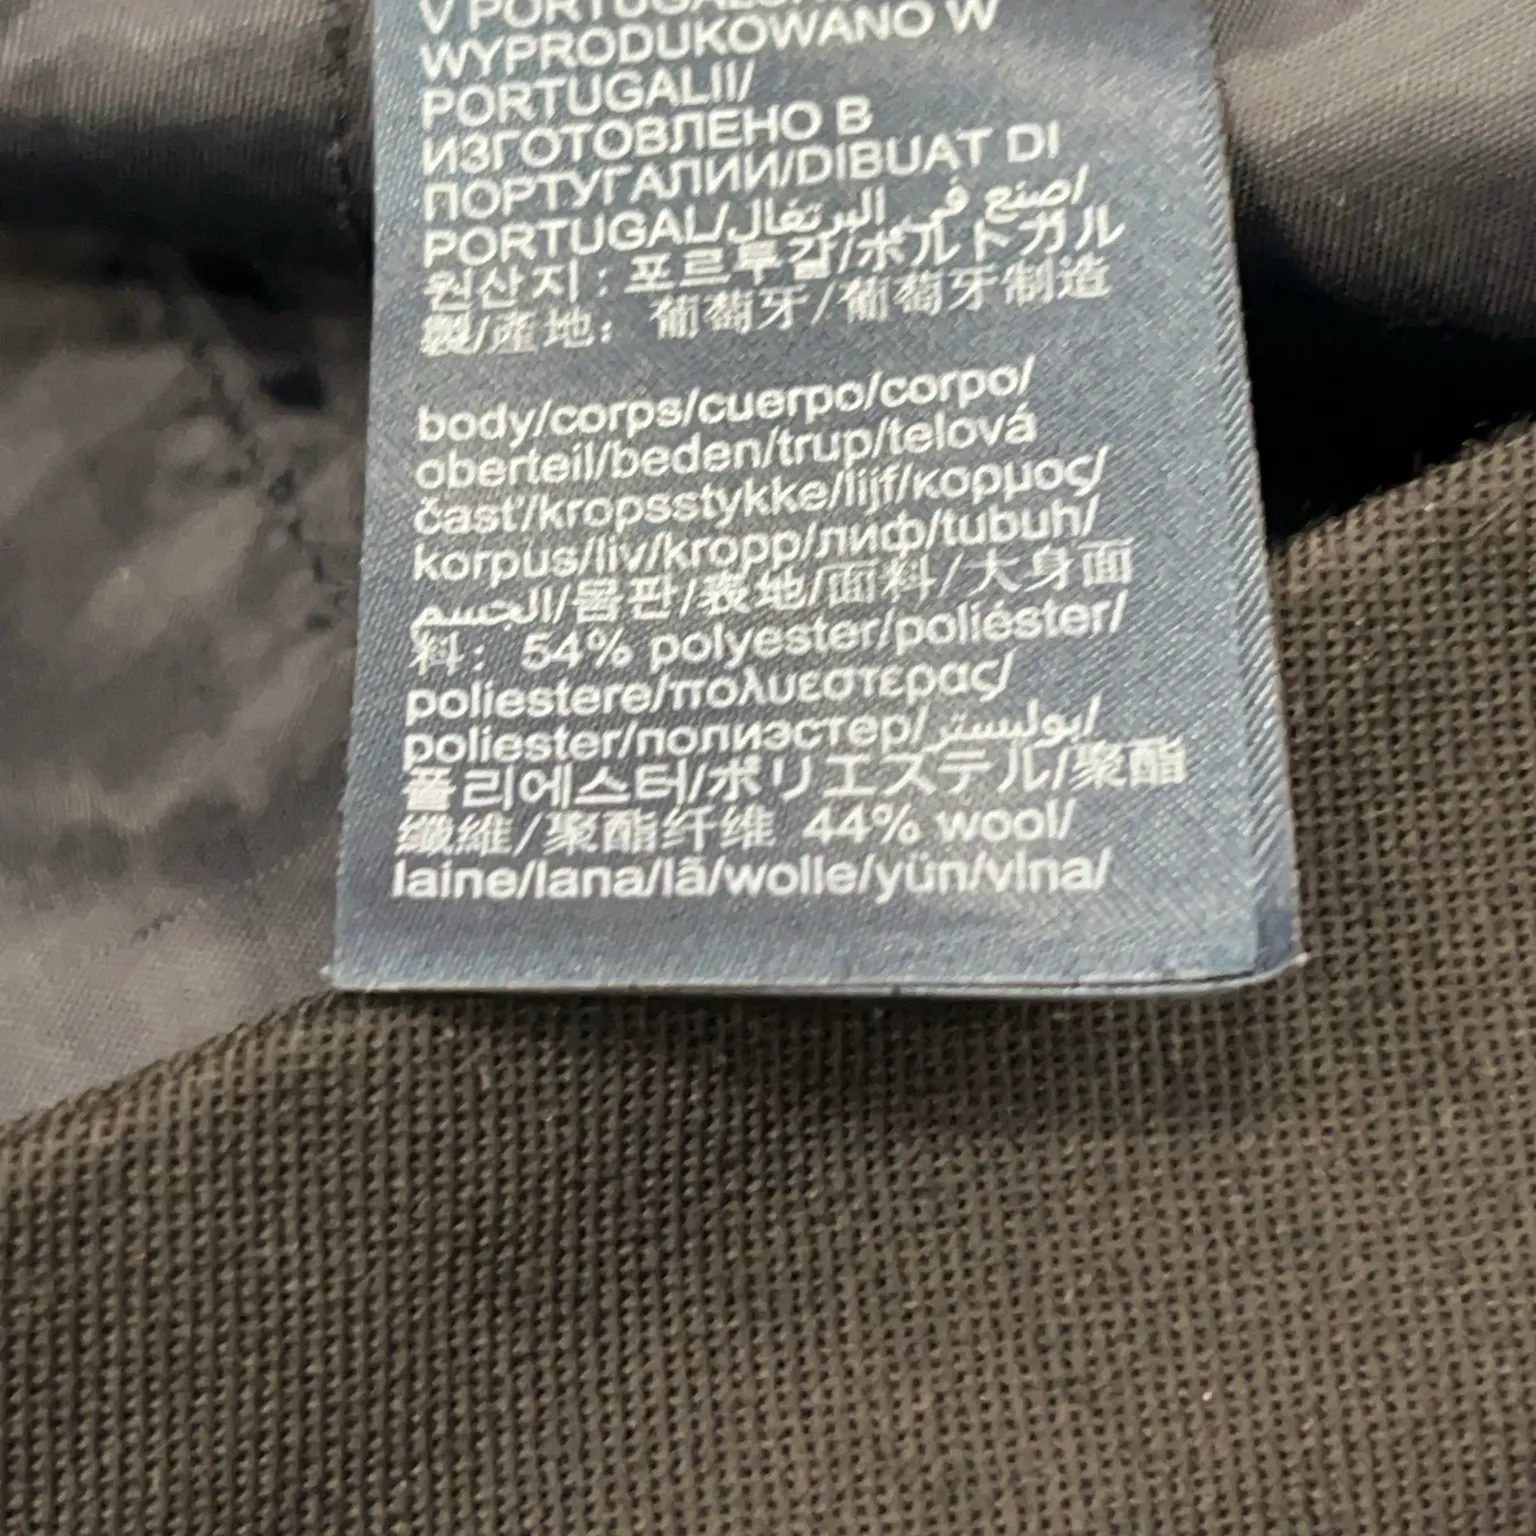 V PORTUGALSKU/
WYPRODUKOWANO W
PORTUGALII/
ИЗГОТОВЛЕНО В
ПОРТУГАЛИИ/DIBUAT DI
PORTUGAL/صنع في البرتغال/
원산지 : 포르투갈/ポルトガル
製/産地: 葡萄牙/葡萄牙制造
body/corps/cuerpo/corpo/
oberteil/beden/trup/telová
časť/kropsstykke/lijf/κορμος/
korpus/liv/kropp/лиф/tubuh/
الجسم/몸판/表地/面料/大身面
料: 54% polyester/poliéster/
poliestere/πολυεστερας/
poliester/полиэстер/بوليستر/
폴리에스터/ポリエステル/聚酯
纖維/聚酯纤维 44% wool/
laine/lana/lã/wolle/yün/vlna/